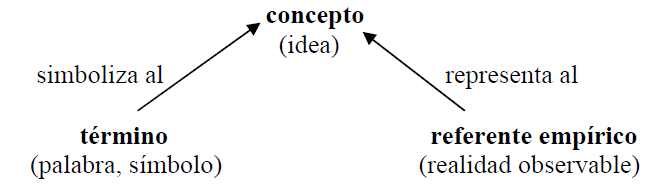 concepto
(idea)
simboliza al
representa al
término
(palabra, símbolo)
referente empírico
(realidad observable)